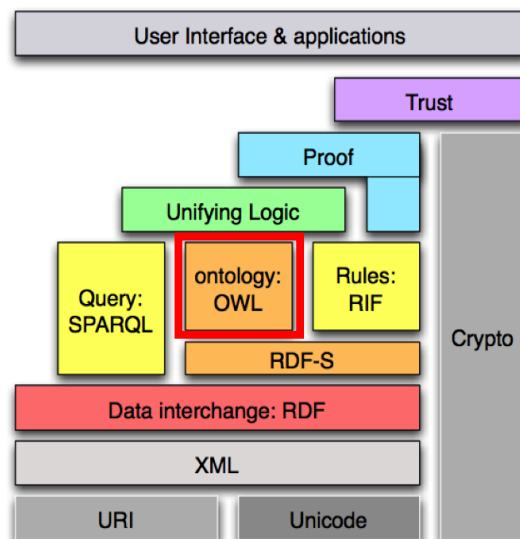 User Interface & applications
Trust
Proof
Unifying Logic
ontology:
OWL
Rules:
RIF
Query:
SPARQL
Crypto
RDF-S
Data interchange: RDF
XML
URI
Unicode